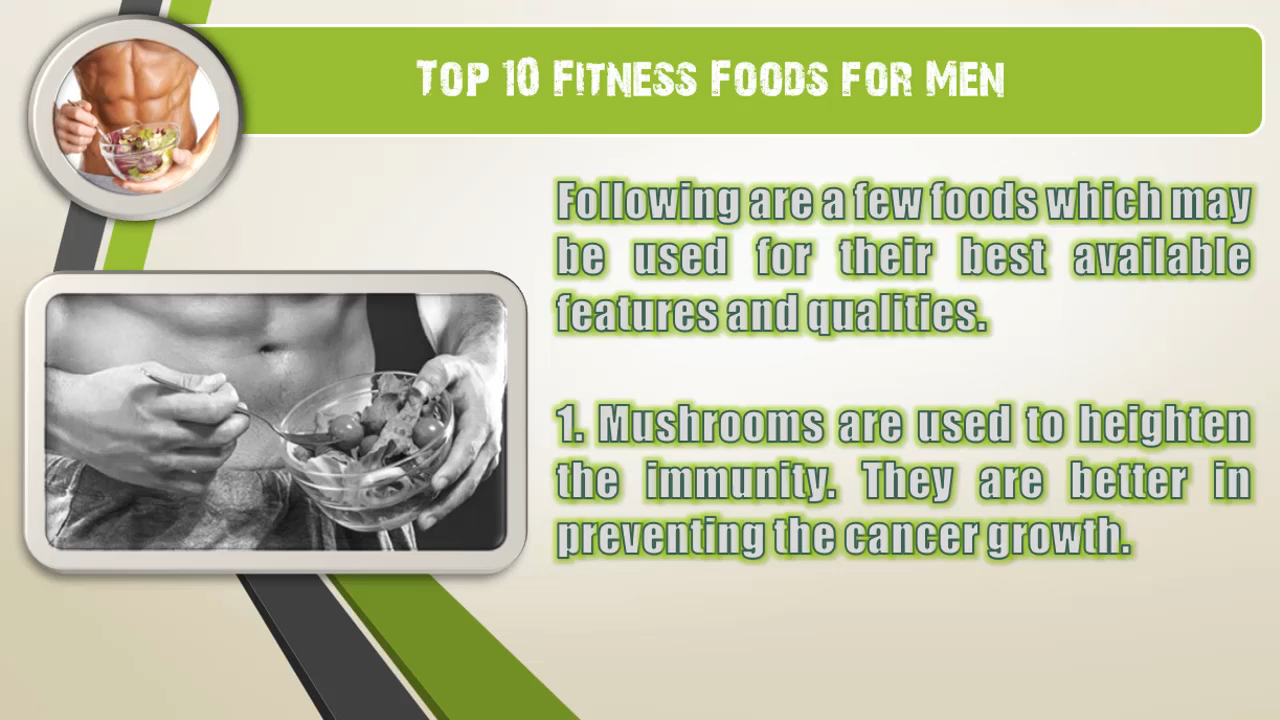 Top 10 Fitness Foods for Men
Following are a few foods which may
be used for their best available
features and qualities.
1. Mushrooms are used to heighten
the immunity. They are better in
preventing the cancer growth.